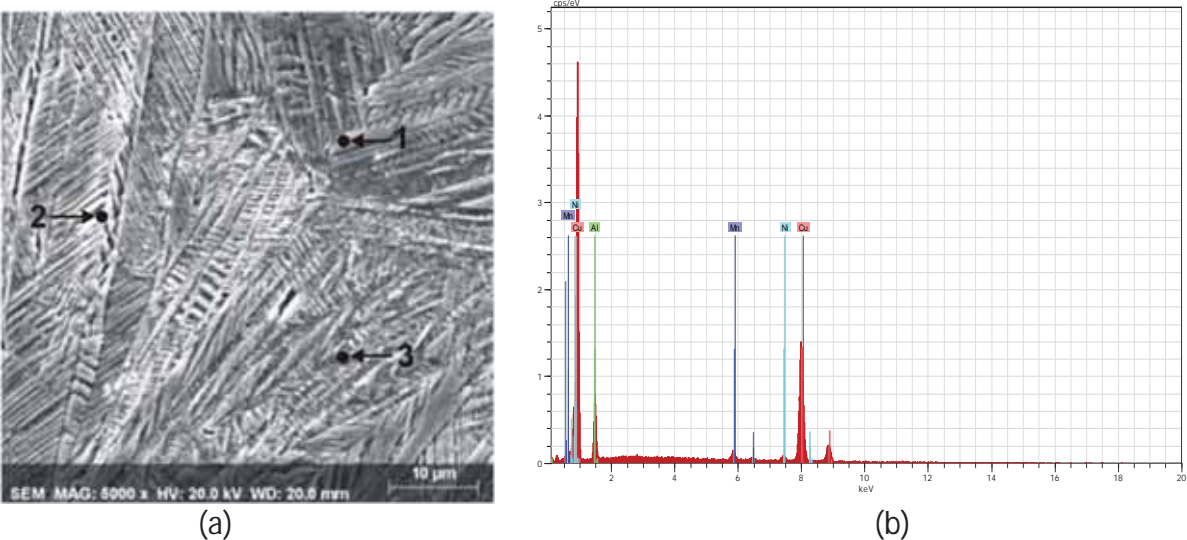 1
2
3
10 µm
SEM MAG: 5000 x HV: 20.0 kV WD: 20.0 mm
(a)
cps/eV
5
4
3
2
1
0
Ni
Mn
Cu Al
Mn Ni Cu
2 4 6 8 10 12 14 16 18 20
keV
(b)